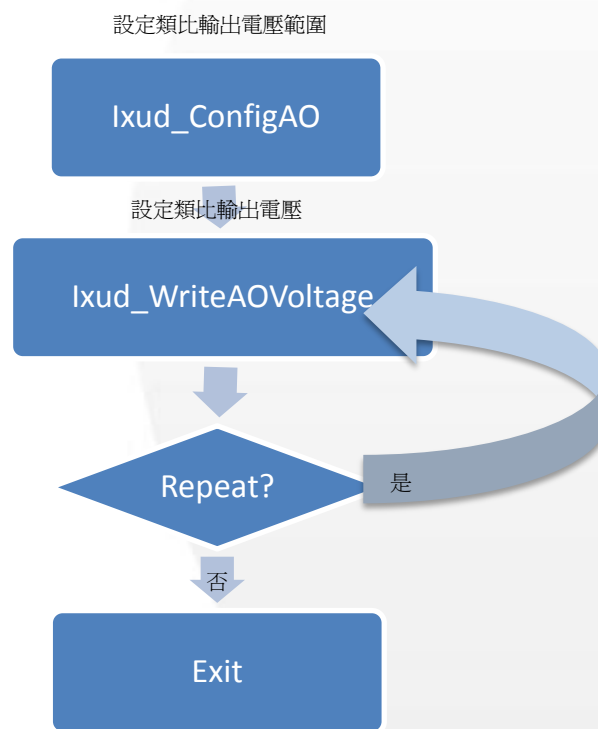 設定類比輸出電壓範圍
Ixud_ConfigAO
設定類比輸出電壓
Ixud_WriteAOVoltage
Repeat?
是
否
Exit